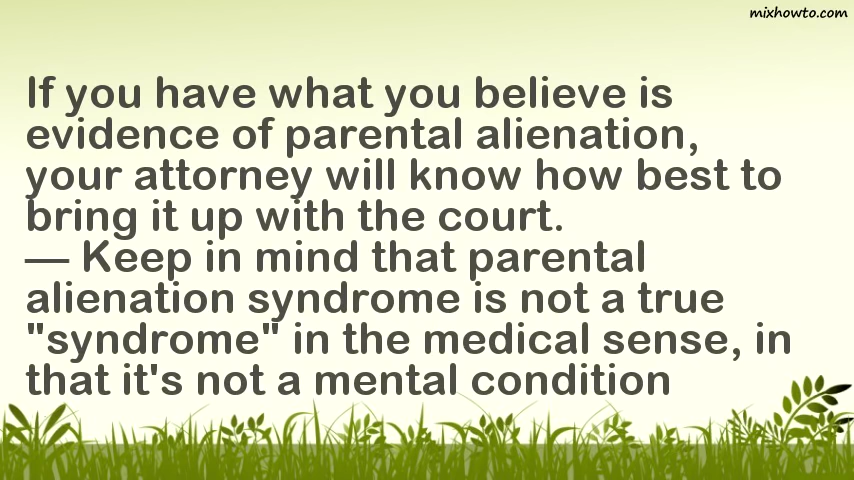 mixhowto.com
If you have what you believe is
evidence of parental alienation,
your attorney will know how best to
bring it up with the court.
— Keep in mind that parental
alienation syndrome is not a true
"syndrome" in the medical sense, in
that it's not a mental condition